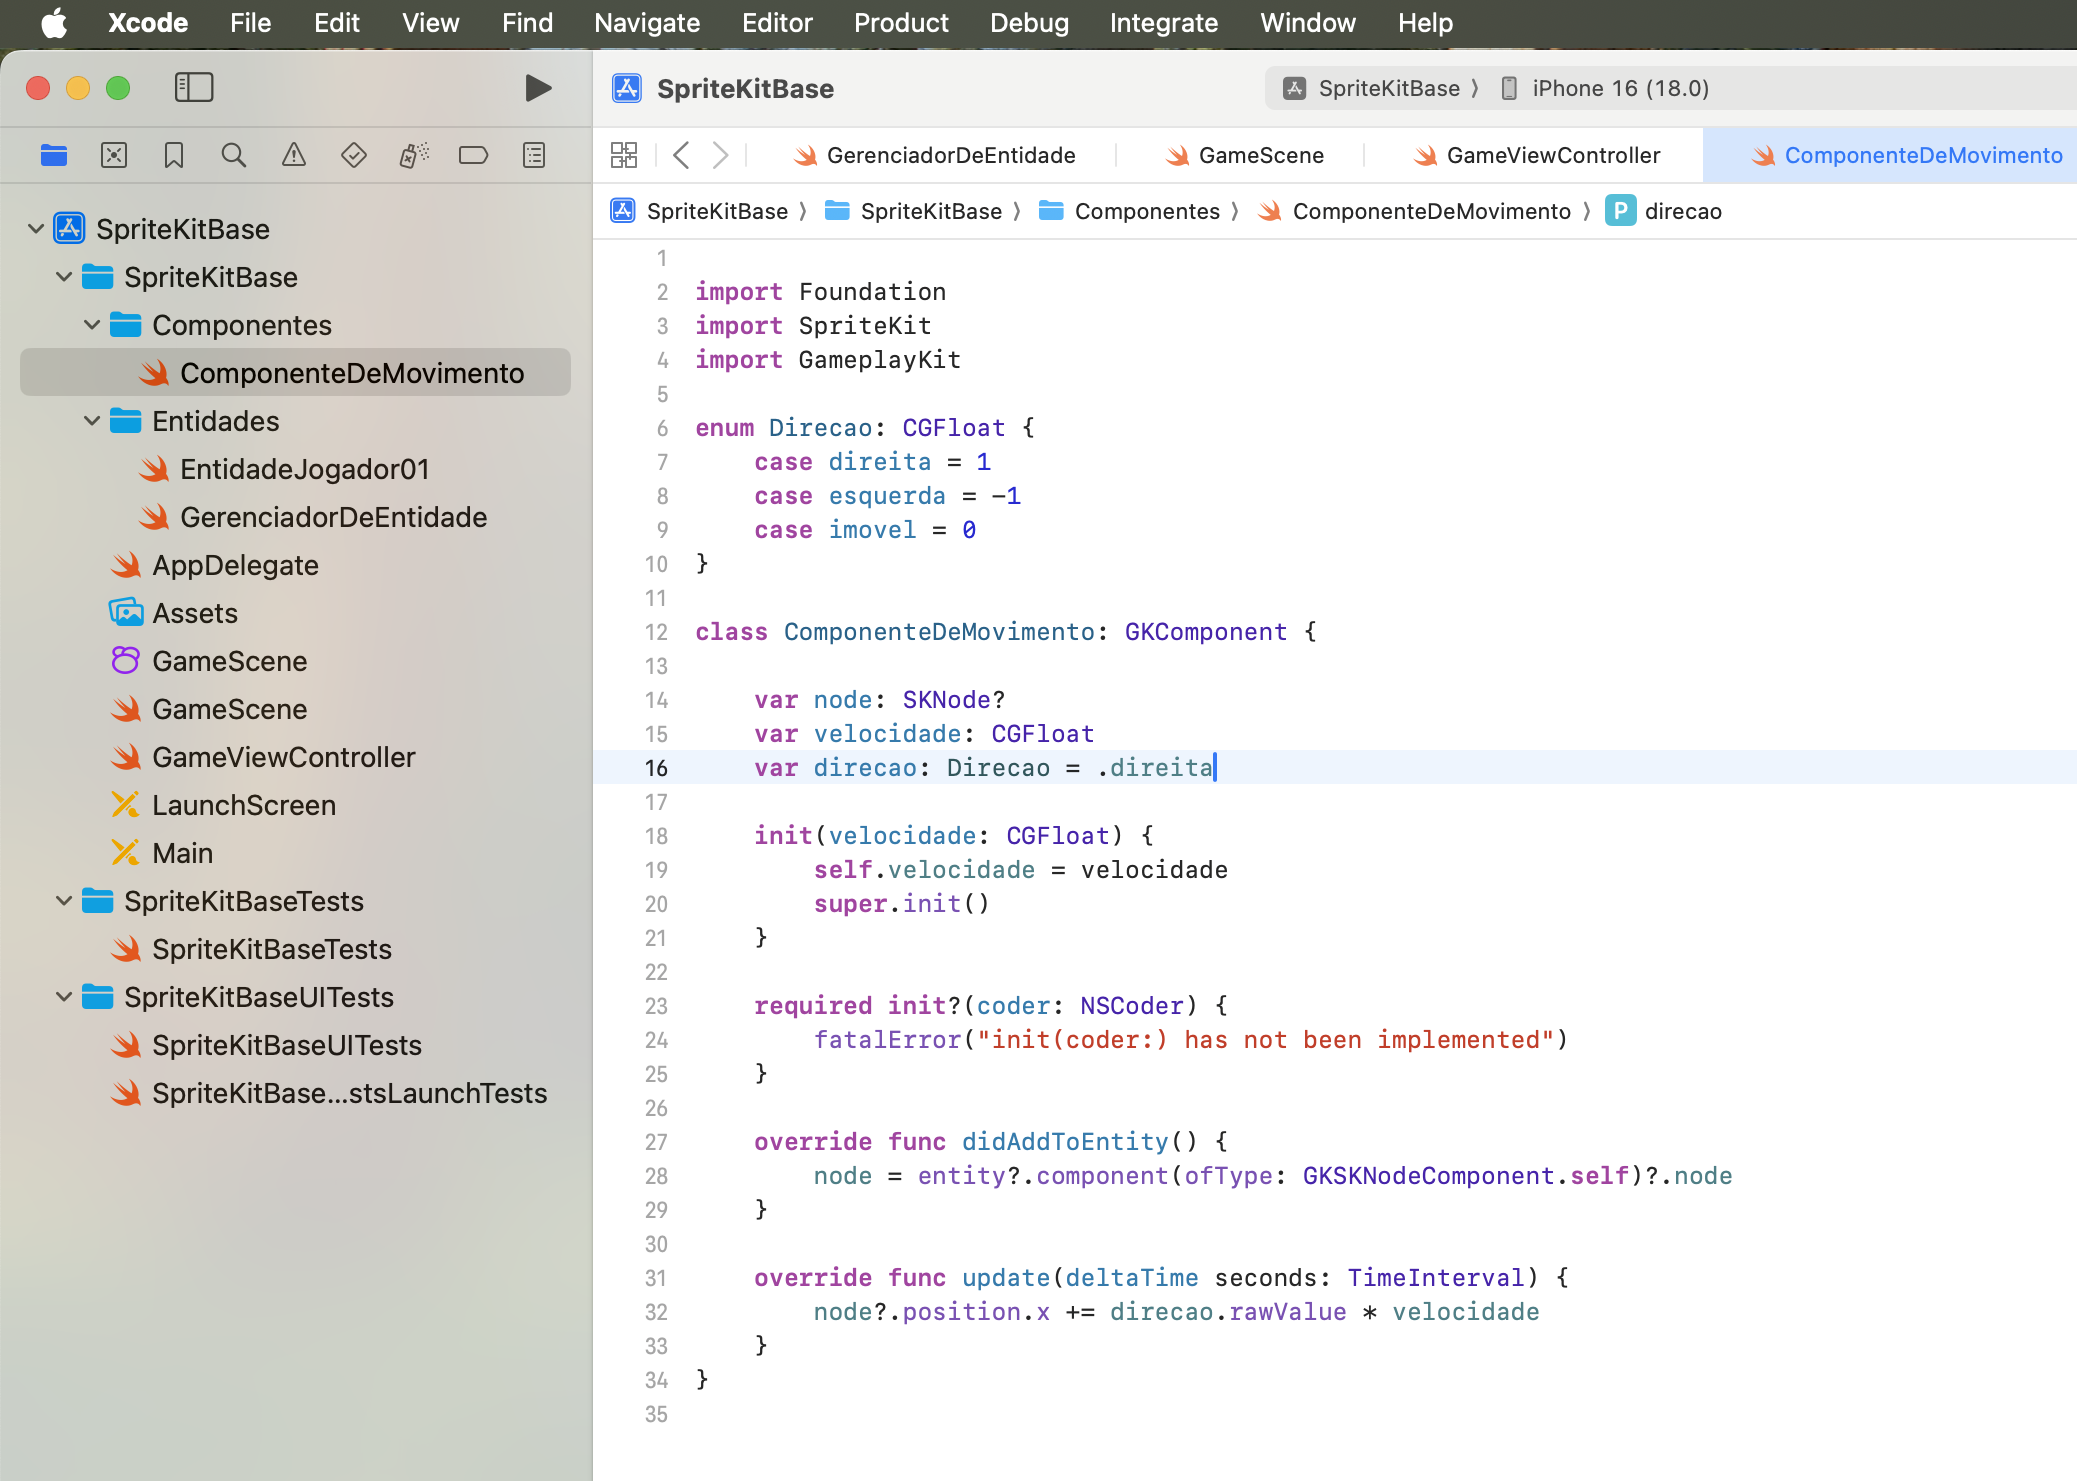 Xcode File Edit View Find Navigate Editor Product Debug Integrate Window Help
SpriteKitBase
SpriteKitBase 〉 iPhone 16 (18.0)
GerenciadorDeEntidade
GameScene
GameViewController
ComponenteDeMovimento
SpriteKitBase 〉 SpriteKitBase 〉 Componentes 〉 ComponenteDeMovimento 〉 P direcao
SpriteKitBase
SpriteKitBase
Componentes
ComponenteDeMovimento
Entidades
EntidadeJogador01
GerenciadorDeEntidade
AppDelegate
Assets
GameScene
GameScene
GameViewController
LaunchScreen
Main
SpriteKitBaseTests
SpriteKitBaseTests
SpriteKitBaseUITests
SpriteKitBaseUITests
SpriteKitBase...stsLaunchTests
1
2 import Foundation
3 import SpriteKit
4 import GameplayKit
5
6 enum Direcao: CGFloat {
7     case direita = 1
8     case esquerda = -1
9     case imovel = 0
10 }
11
12 class ComponenteDeMovimento: GKComponent {
13
14     var node: SKNode?
15     var velocidade: CGFloat
16     var direcao: Direcao = .direita
17
18     init(velocidade: CGFloat) {
19         self.velocidade = velocidade
20         super.init()
21     }
22
23     required init?(coder: NSCoder) {
24         fatalError("init(coder:) has not been implemented")
25     }
26
27     override func didAddToEntity() {
28         node = entity?.component(ofType: GKSKNodeComponent.self)?.node
29     }
30
31     override func update(deltaTime seconds: TimeInterval) {
32         node?.position.x += direcao.rawValue * velocidade
33     }
34 }
35